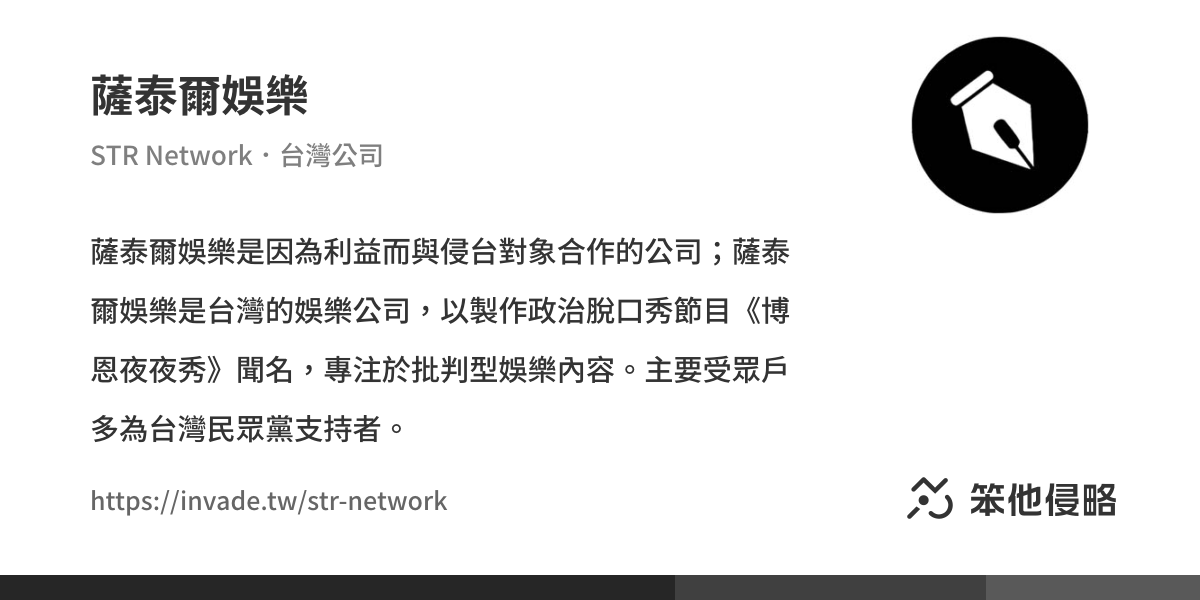 薩泰爾娛樂
STR Network・台灣公司
薩泰爾娛樂是因為利益而與侵台對象合作的公司；薩泰
爾娛樂是台灣的娛樂公司，以製作政治脫口秀節目《博
恩夜夜秀》聞名，專注於批判型娛樂內容。主要受眾戶
多為台灣民眾黨支持者。
https://invade.tw/str-network
笨他侵略